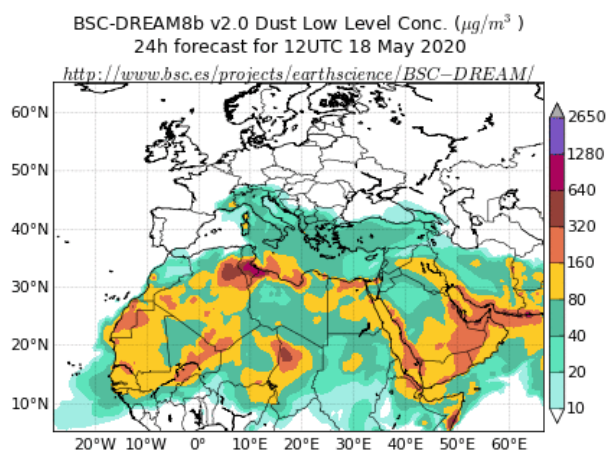 BSC-DREAM8b v2.0 Dust Low Level Conc. (μg/m³ )
24h forecast for 12UTC 18 May 2020
http://www.bsc.es/projects/earthscience/BSC−DREAM/
60°N
50°N
40°N
30°N
20°N
10°N
20°W
10°W
0°
10°E
20°E
30°E
40°E
50°E
60°E
2650
1280
640
320
160
80
40
20
10